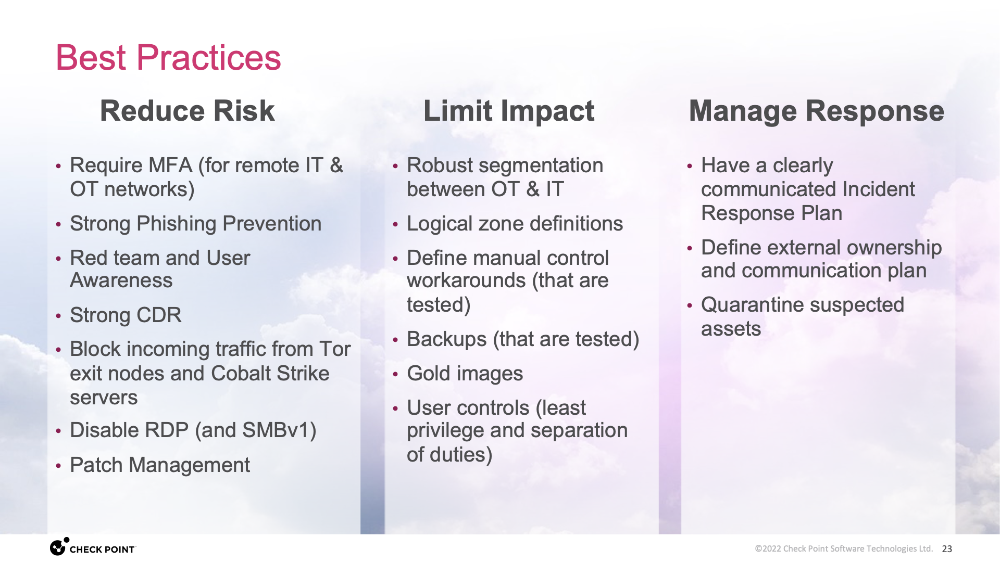 Best Practices
Reduce Risk
• Require MFA (for remote IT &
OT networks)
• Strong Phishing Prevention
• Red team and User
Awareness
• Strong CDR
• Block incoming traffic from Tor
exit nodes and Cobalt Strike
servers
• Disable RDP (and SMBv1)
• Patch Management
Limit Impact
• Robust segmentation
between OT & IT
• Logical zone definitions
• Define manual control
workarounds (that are
tested)
• Backups (that are tested)
• Gold images
• User controls (least
privilege and separation
of duties)
Manage Response
• Have a clearly
communicated Incident
Response Plan
• Define external ownership
and communication plan
• Quarantine suspected
assets
CHECK POINT
©2022 Check Point Software Technologies Ltd. 23